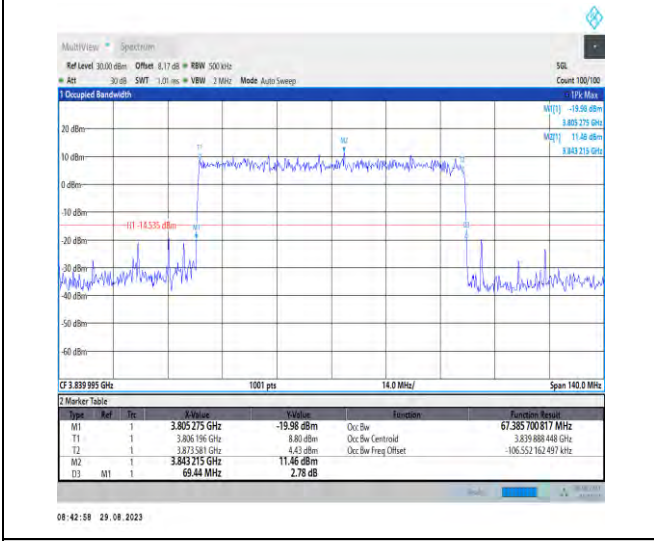 MultiView Spectrum
Ref Level 30.00 dBm Offset 8.17 dB RBW 500 kHz SGL
Att 30 dB SWT 1.01 ms VBW 2 MHz Mode Auto Sweep Count 100/100
1 Occupied Bandwidth 1Pk Max
M1[1] -19.98 dBm
3.805 275 GHz
M2[1] 11.46 dBm
3.843 215 GHz
20 dBm
T1
M2
10 dBm
0 dBm
-10 dBm
H1 -14.535 dBm
M1
-20 dBm
-30 dBm
-40 dBm
-50 dBm
-60 dBm
CF 3.839 995 GHz 1001 pts 14.0 MHz/ Span 140.0 MHz
2 Marker Table
Type Ref Trc X-Value Y-Value Function Function Result
M1 1 3.805 275 GHz -19.98 dBm Occ Bw 67.385 700 817 MHz
T1 1 3.806 196 GHz 8.80 dBm Occ Bw Centroid 3.839 888 448 GHz
T2 1 3.873 581 GHz 4.43 dBm Occ Bw Freq Offset -106.552 162 497 kHz
M2 1 3.843 215 GHz 11.46 dBm
D3 M1 1 69.44 MHz 2.78 dB
08:42:58 29.08.2023